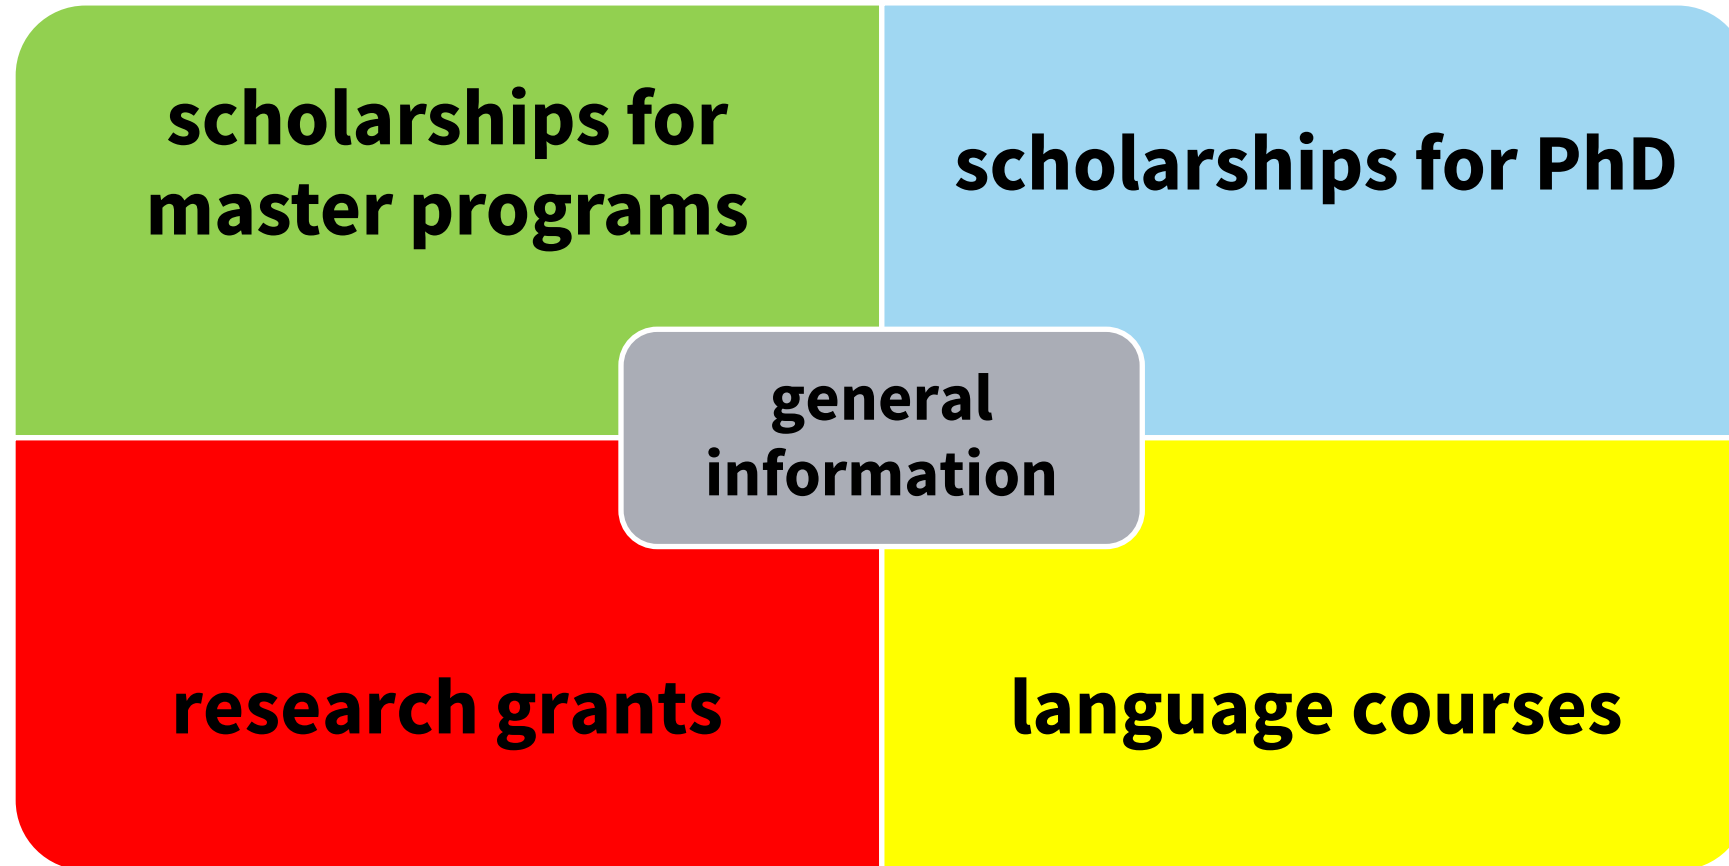 scholarships for
master programs
scholarships for PhD
general
information
research grants
language courses